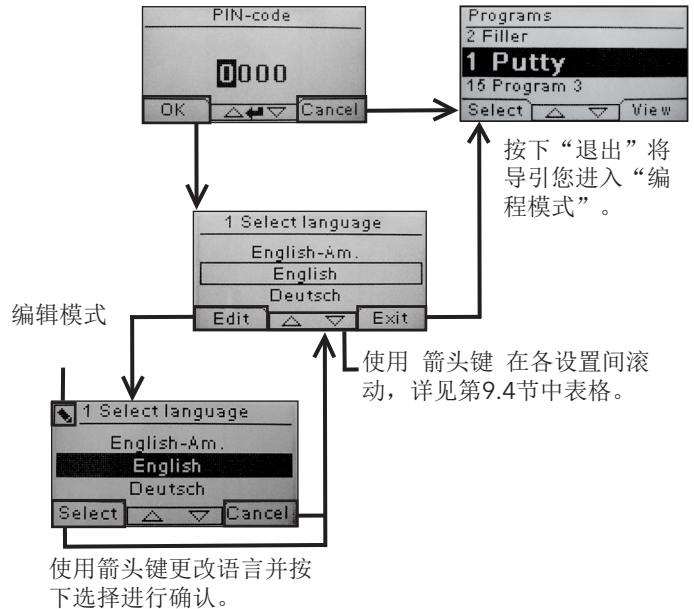 PIN-code
0000
OK
Cancel
Programs
2 Filler
1 Putty
15 Program 3
Select
View
按下“退出”将
导引您进入“编
程模式”。
1 Select language
English-Am.
English
Deutsch
Edit
Exit
编辑模式
使用 箭头键 在各设置间滚
动，详见第9.4节中表格。
1 Select language
English-Am.
English
Deutsch
Select
Cancel
使用箭头键更改语言并按
下选择进行确认。